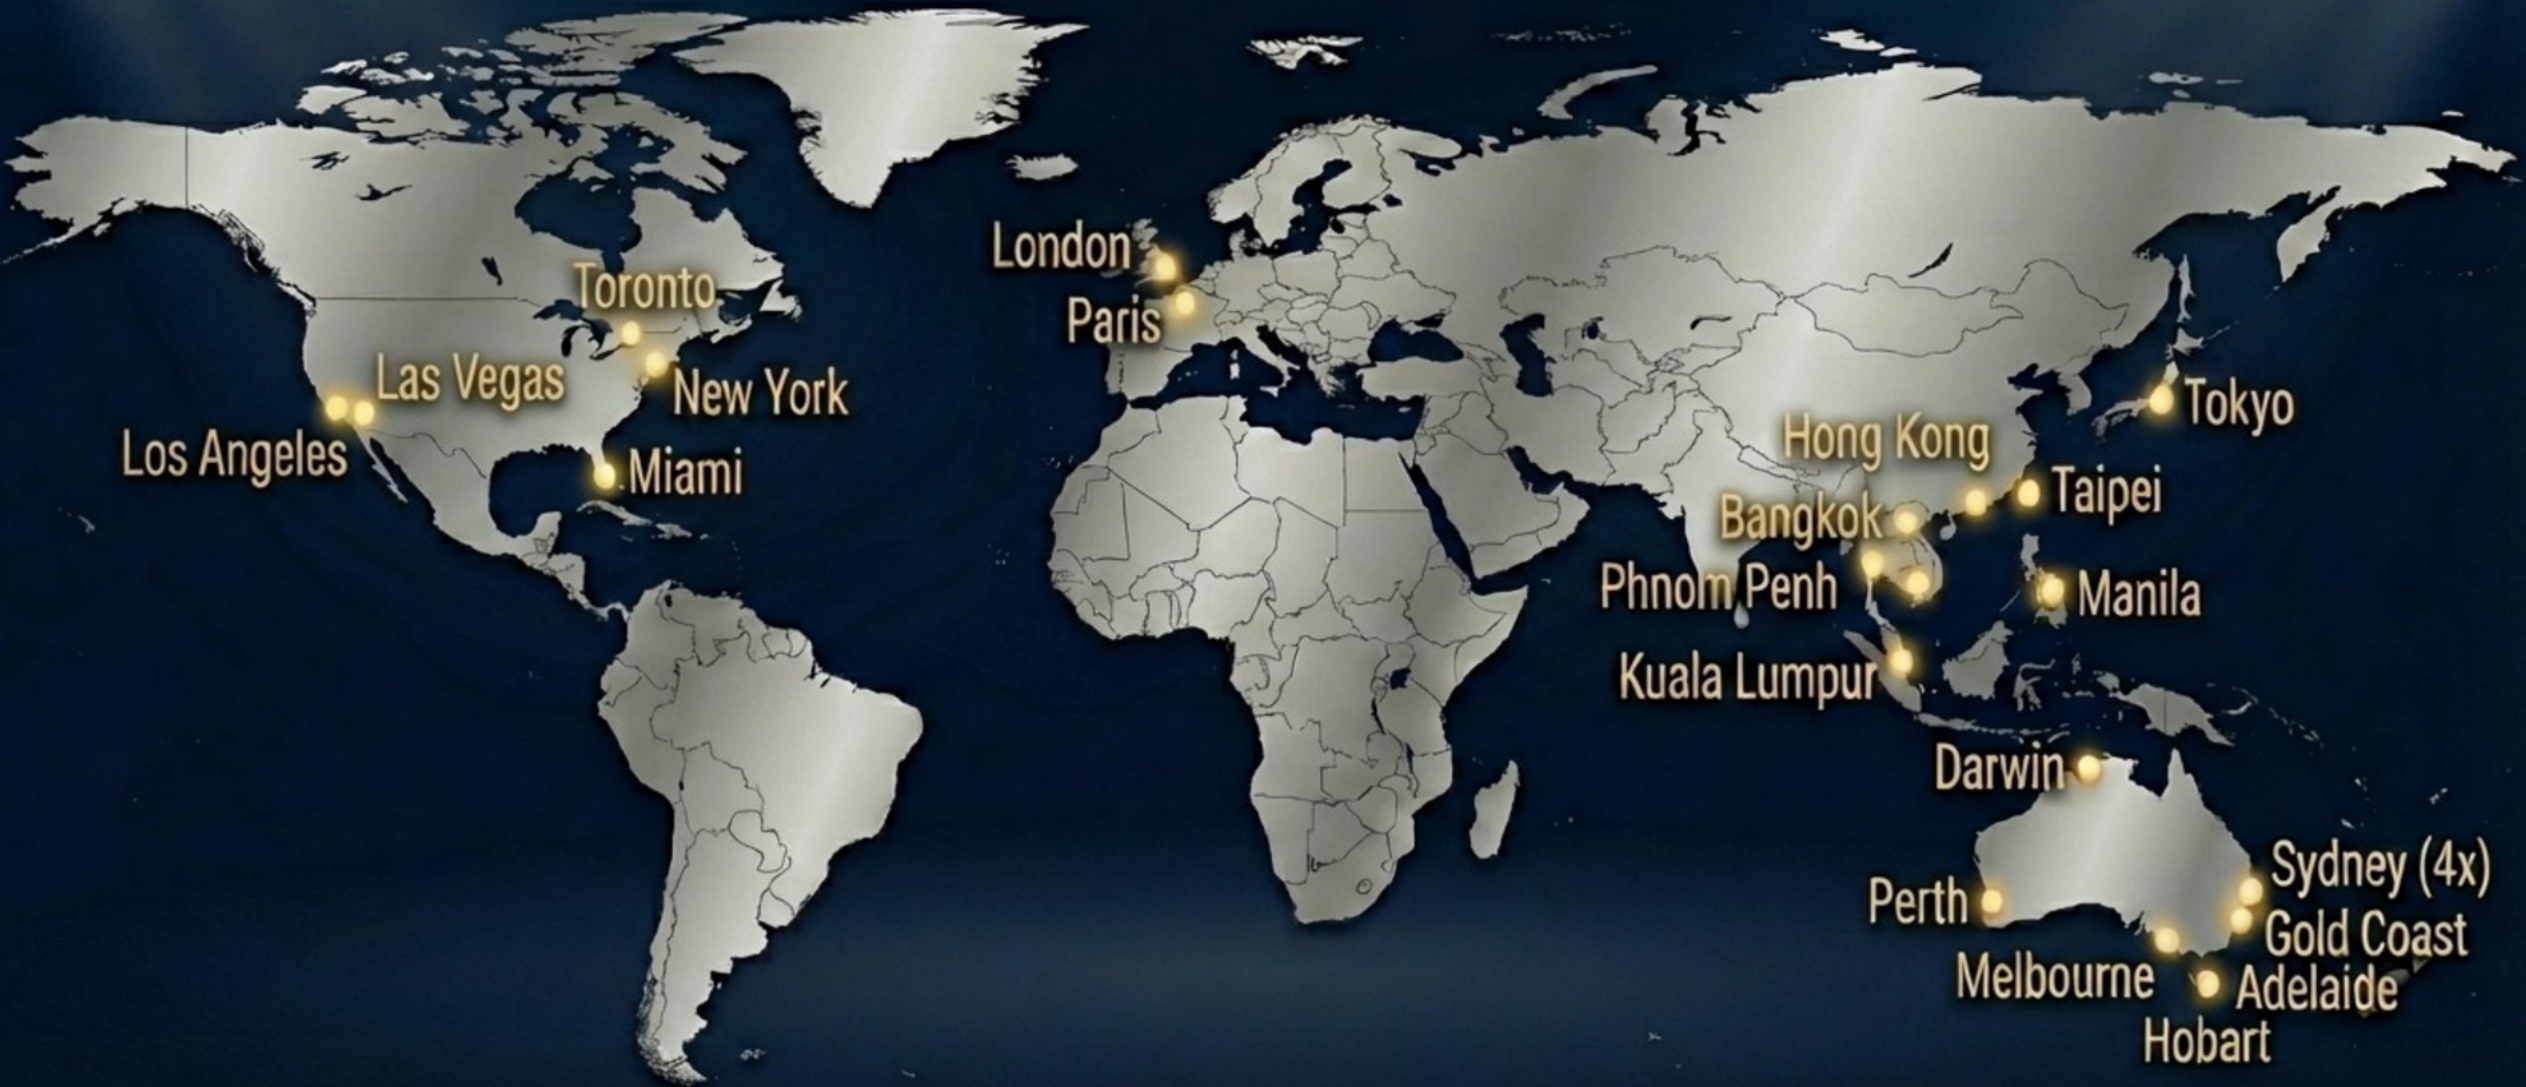 London
Toronto
Paris
Las Vegas
New York
Tokyo
Los Angeles
Miami
Hong Kong
Taipei
Bangkok
Phnom Penh
Manila
Kuala Lumpur
Darwin
Sydney (4x)
Perth
Gold Coast
Melbourne
Adelaide
Hobart